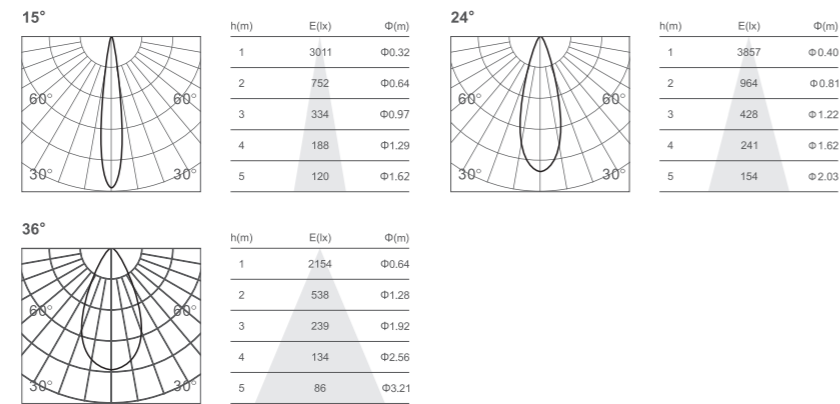 15°
60° 60°
30° 30°
h(m) E(lx) Φ(m)
1 3011 Φ0.32
2 752 Φ0.64
3 334 Φ0.97
4 188 Φ1.29
5 120 Φ1.62
24°
60° 60°
30° 30°
h(m) E(lx) Φ(m)
1 3857 Φ0.40
2 964 Φ0.81
3 428 Φ1.22
4 241 Φ1.62
5 154 Φ2.03
36°
60° 60°
30° 30°
h(m) E(lx) Φ(m)
1 2154 Φ0.64
2 538 Φ1.28
3 239 Φ1.92
4 134 Φ2.56
5 86 Φ3.21